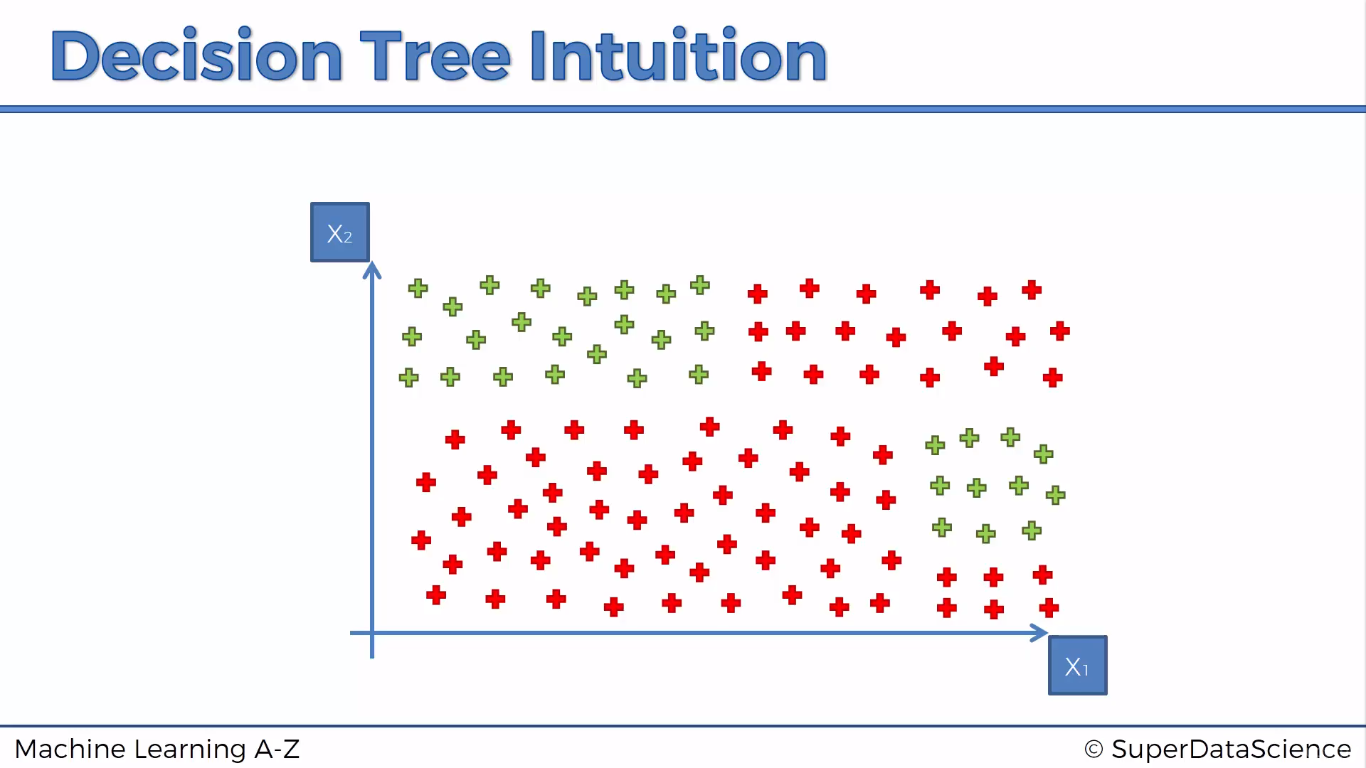 Decision Tree Intuition
X₂
X₁
Machine Learning A-Z
© SuperDataScience